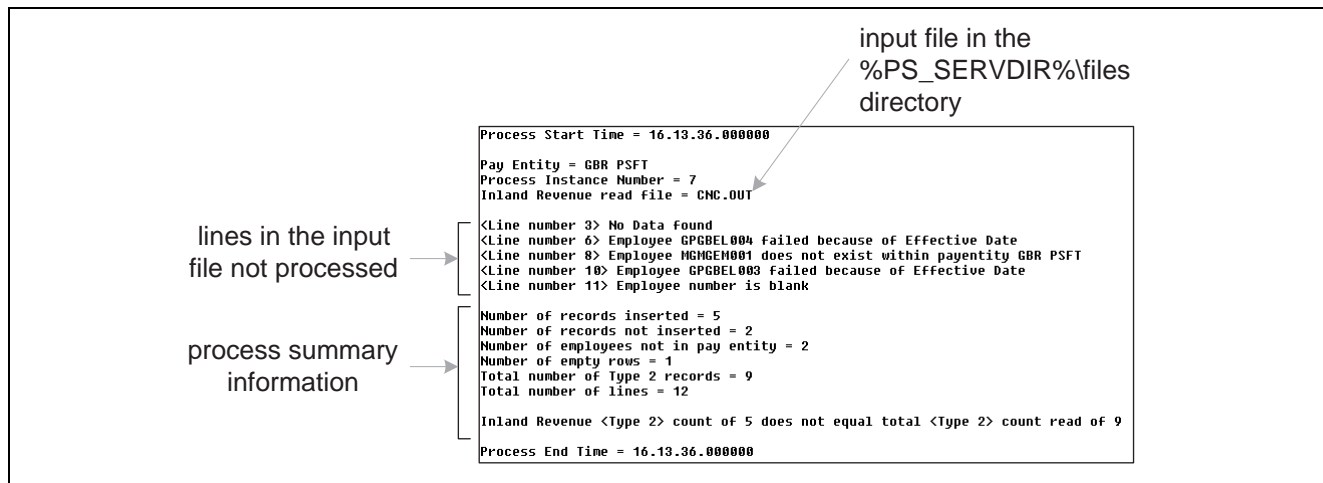 input file in the
%PS_SERVDIR%\files
directory
Process Start Time = 16.13.36.000000
Pay Entity = GBR PSFT
Process Instance Number = 7
Inland Revenue read file = CNC.OUT
lines in the input
file not processed
<Line number 3> No Data found
<Line number 6> Employee GPGBEL004 failed because of Effective Date
<Line number 8> Employee MGMGEM001 does not exist within payentity GBR PSFT
<Line number 10> Employee GPGBEL003 failed because of Effective Date
<Line number 11> Employee number is blank
process summary
information
Number of records inserted = 5
Number of records not inserted = 2
Number of employees not in pay entity = 2
Number of empty rows = 1
Total number of Type 2 records = 9
Total number of lines = 12
Inland Revenue <Type 2> count of 5 does not equal total <Type 2> count read of 9
Process End Time = 16.13.36.000000